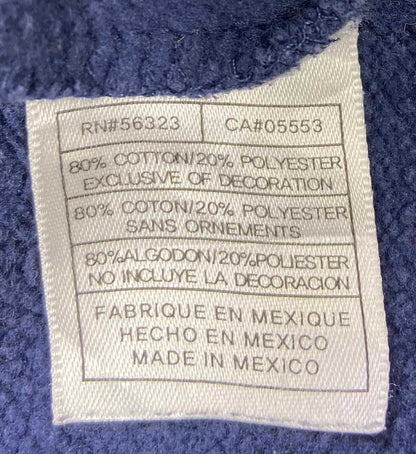 RN#56323 CA#05553
80% COTTON/20% POLYESTER
EXCLUSIVE OF DECORATION
80% COTON/20% POLYESTER
SANS ORNEMENTS
80%ALGODON/20%POLIESTER
NO INCLUYE LA DECORACION
FABRIQUE EN MEXIQUE
HECHO EN MEXICO
MADE IN MEXICO